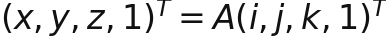 (x, y, z, 1)^T = A(i, j, k, 1)^T